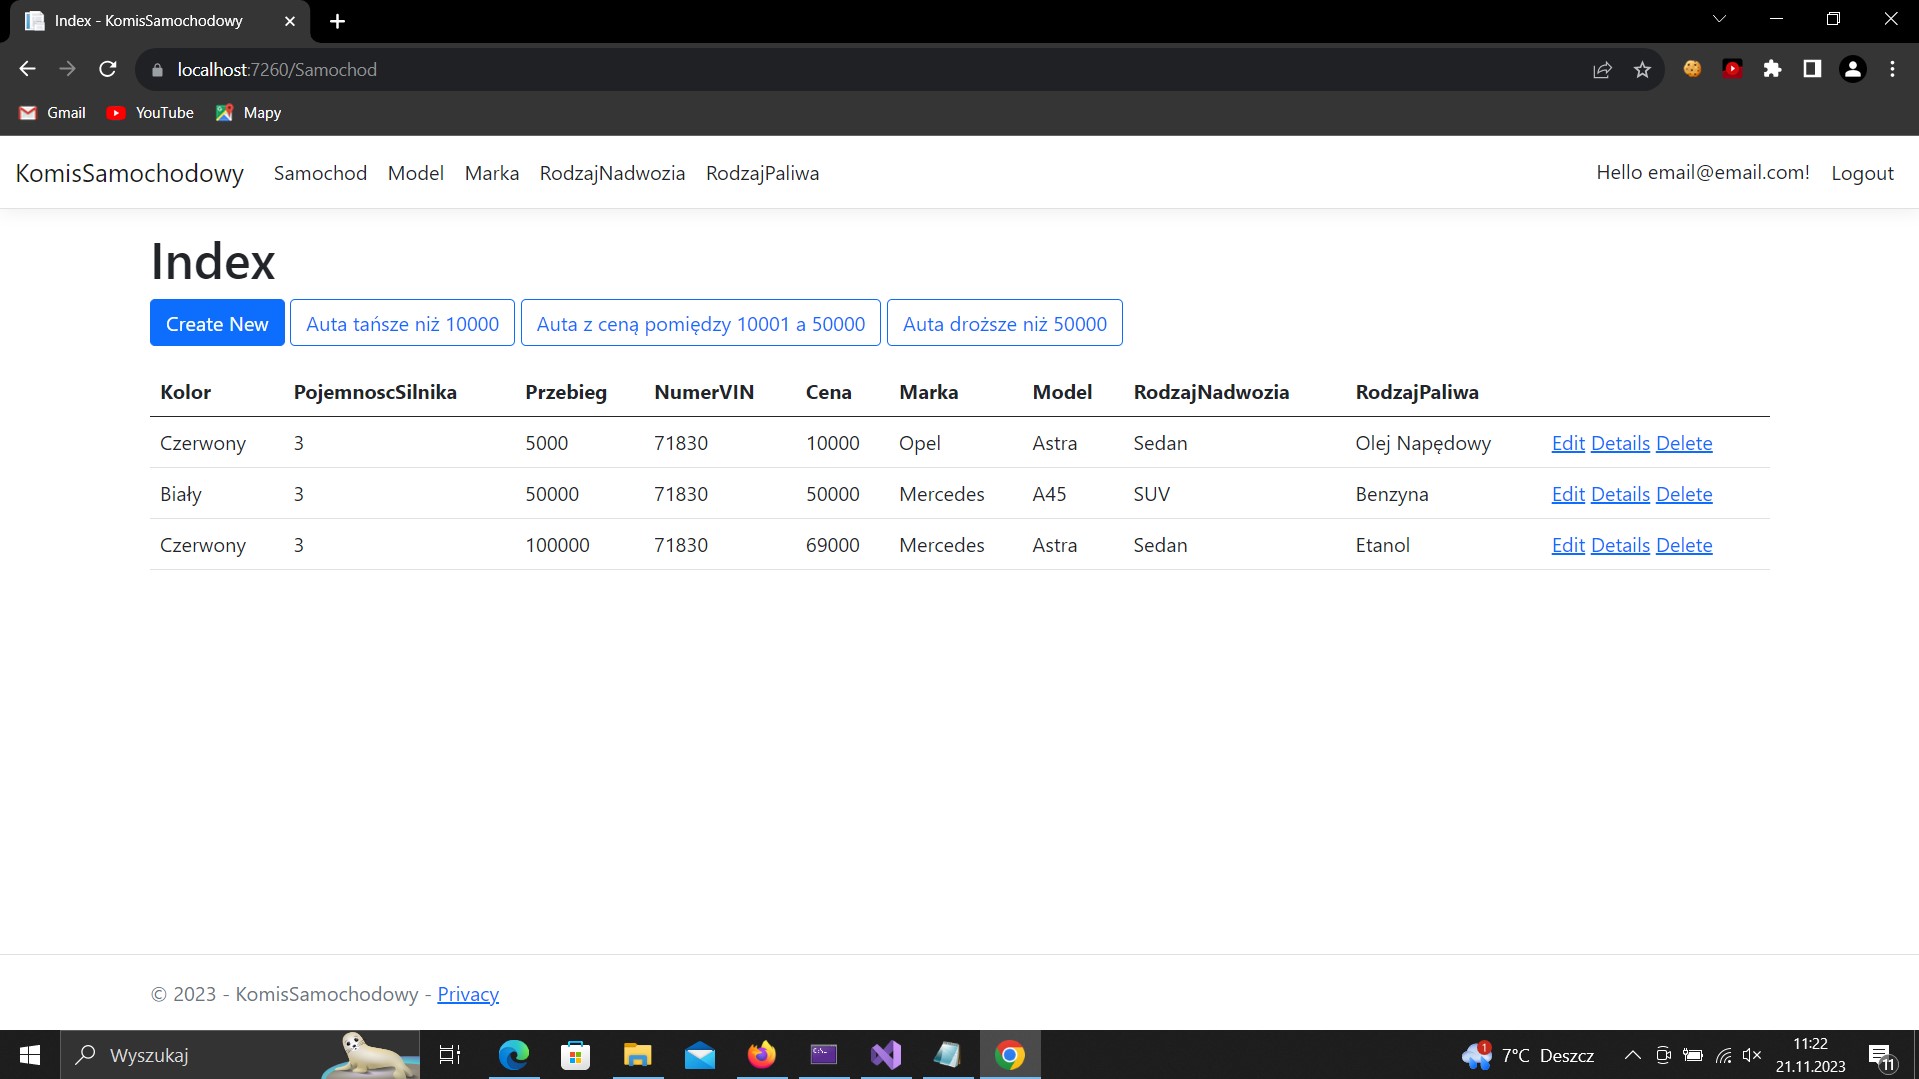 Index - KomisSamochodowy
localhost:7260/Samochod
Gmail YouTube Mapy
KomisSamochodowy Samochod Model Marka RodzajNadwozia RodzajPaliwa Hello email@email.com! Logout
Index
Create New Auta tańsze niż 10000 Auta z ceną pomiędzy 10001 a 50000 Auta droższe niż 50000
Kolor PojemnoscSilnika Przebieg NumerVIN Cena Marka Model RodzajNadwozia RodzajPaliwa
Czerwony 3 5000 71830 10000 Opel Astra Sedan Olej Napędowy Edit Details Delete
Biały 3 50000 71830 50000 Mercedes A45 SUV Benzyna Edit Details Delete
Czerwony 3 100000 71830 69000 Mercedes Astra Sedan Etanol Edit Details Delete
© 2023 - KomisSamochodowy - Privacy
Wyszukaj 1 7°C Deszcz 11:22
21.11.2023 11